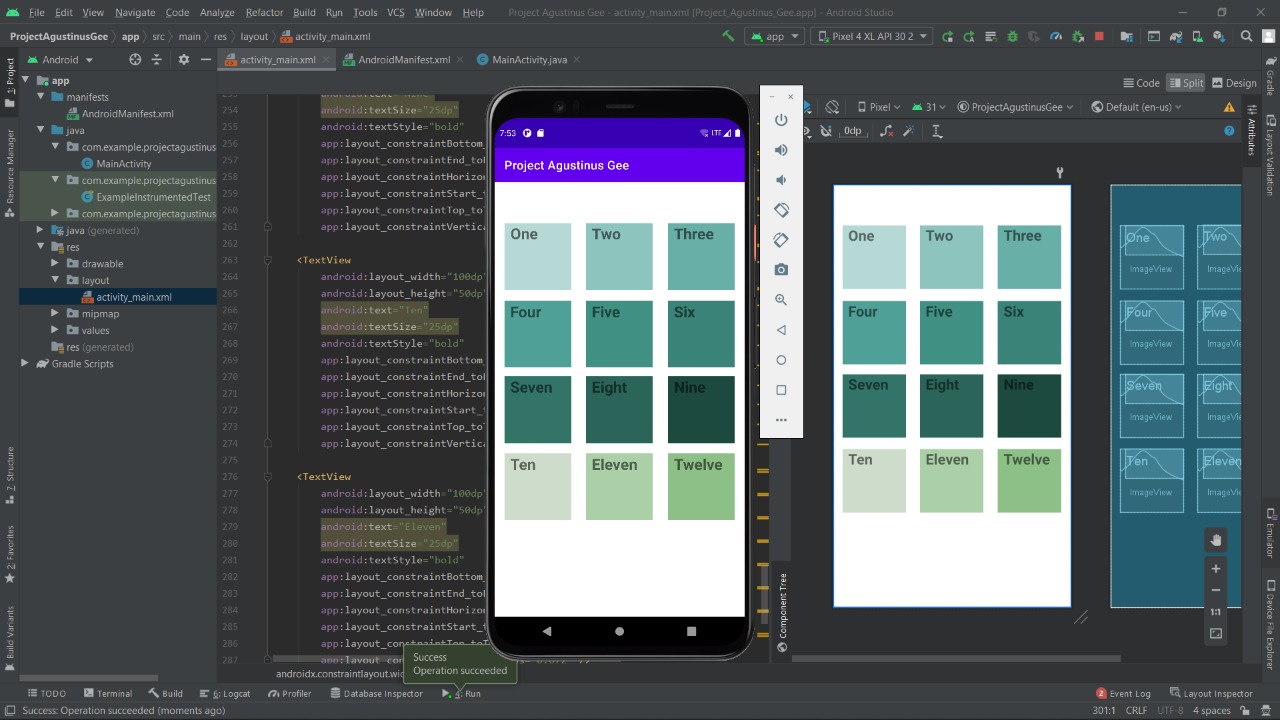 File Edit View Navigate Code Analyze Refactor Build Run Tools VCS Window Help Project Agustinus Gee - activity_main.xml [Project_Agustinus_Gee.app] - Android Studio
ProjectAgustinusGee app src main res layout activity_main.xml app Pixel 4 XL API 30 2
1: Project
Android
activity_main.xml AndroidManifest.xml MainActivity.java
Code Split Design
app
manifests
AndroidManifest.xml
java
com.example.projectagustinus
MainActivity
com.example.projectagustinus
ExampleInstrumentedTest
com.example.projectagustinus
java (generated)
res
drawable
layout
activity_main.xml
mipmap
values
res (generated)
Gradle Scripts
Resource Manager
7: Structure
2: Favorites
Build Variants
254 android:textSize="25dp"
255 android:textStyle="bold"
256 app:layout_constraintBottom_
257 app:layout_constraintEnd_to
258 app:layout_constraintHorizon
259 app:layout_constraintStart_t
260 app:layout_constraintTop_to
261 app:layout_constraintVertica
262
263 <TextView
264 android:layout_width="100dp"
265 android:layout_height="50dp"
266 android:text="Ten"
267 android:textSize="25dp"
268 android:textStyle="bold"
269 app:layout_constraintBottom_
270 app:layout_constraintEnd_to
271 app:layout_constraintHorizon
272 app:layout_constraintStart_t
273 app:layout_constraintTop_to
274 app:layout_constraintVertica
275
276 <TextView
277 android:layout_width="100dp"
278 android:layout_height="50dp"
279 android:text="Eleven"
280 android:textSize="25dp"
281 android:textStyle="bold"
282 app:layout_constraintBottom_
283 app:layout_constraintEnd_to
284 app:layout_constraintHorizon
285 app:layout_constraintStart_t
286
287
androidx.constraintlayout.wid
7:53 LTE
Project Agustinus Gee
One Two Three
Four Five Six
Seven Eight Nine
Ten Eleven Twelve
Pixel 31 ProjectAgustinusGee Default (en-us)
0dp
One Two Three
Four Five Six
Seven Eight Nine
Ten Eleven Twelve
One Two
ImageView ImageView
Four Five
ImageView ImageView
Seven Eight
ImageView ImageView
Ten Eleven
ImageView ImageView
1:1
Component Tree
Attributes
Gradle
Layout Validation
Emulator
Device File Explorer
Success
Operation succeeded
TODO Terminal Build 6: Logcat Profiler Database Inspector 4: Run 2 Event Log Layout Inspector
Success: Operation succeeded (moments ago) 301:1 CRLF UTF-8 4 spaces